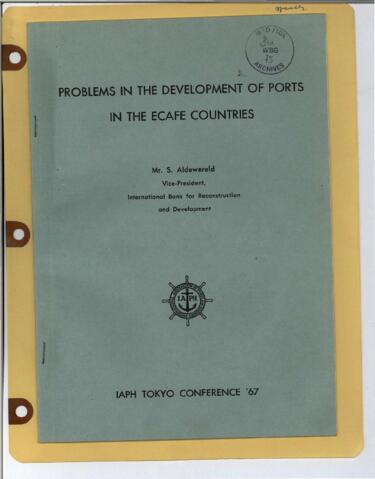 speech
WBG
ARCHIVES
PROBLEMS IN THE DEVELOPMENT OF PORTS
IN THE ECAFE COUNTRIES
Mr. S. Aldewereld
Vice-President,
International Bank for Reconstruction
and Development
I.A.P.H
IAPH TOKYO CONFERENCE '67